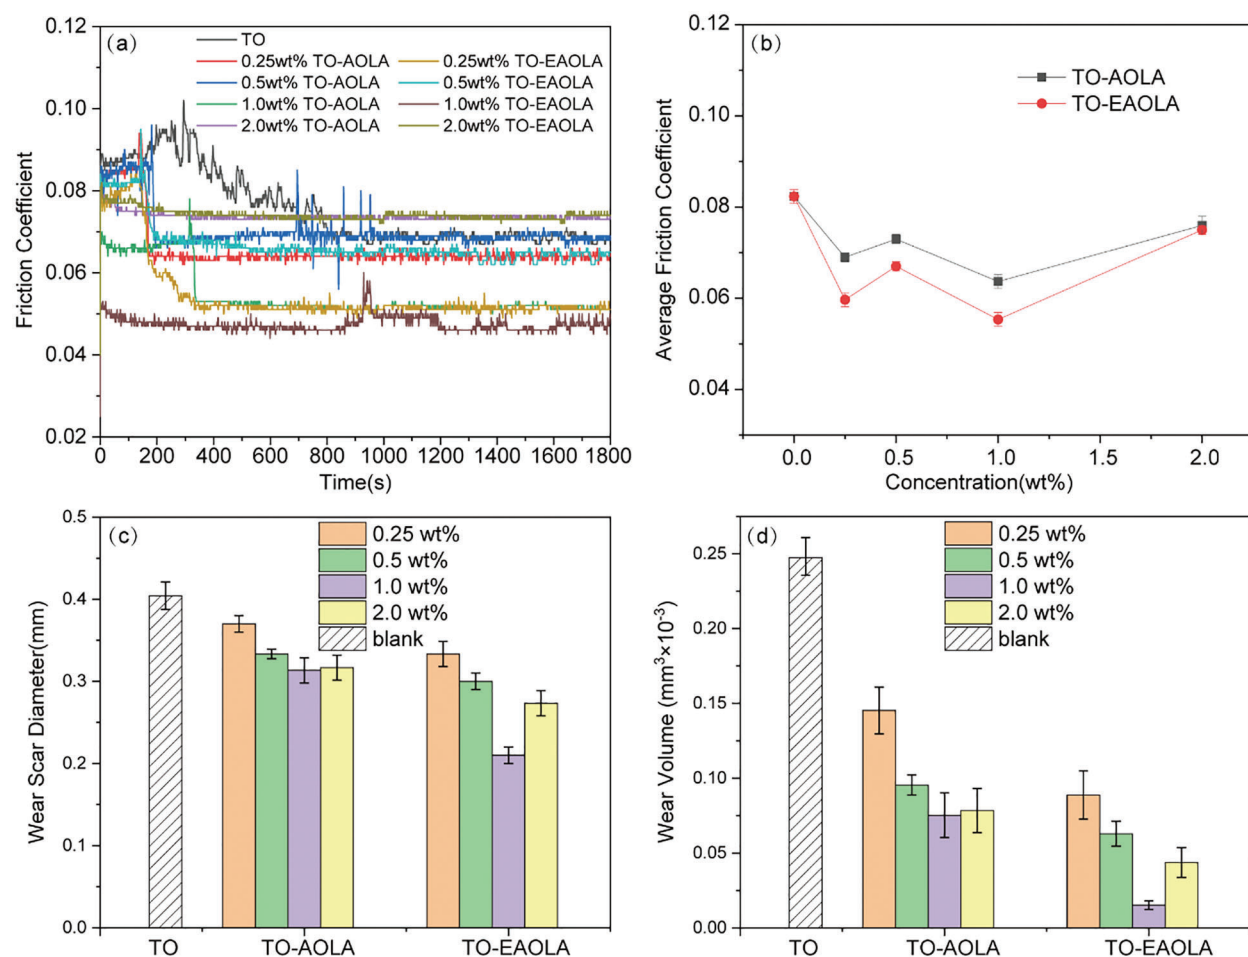 (a)
TO
0.25wt% TO-AOLA 0.25wt% TO-EAOLA
0.5wt% TO-AOLA 0.5wt% TO-EAOLA
1.0wt% TO-AOLA 1.0wt% TO-EAOLA
2.0wt% TO-AOLA 2.0wt% TO-EAOLA
0.12
0.10
0.08
0.06
0.04
0.02
Friction Coefficient
0 200 400 600 800 1000 1200 1400 1600 1800
Time(s)
(b)
TO-AOLA
TO-EAOLA
0.12
0.10
0.08
0.06
0.04
Average Friction Coefficient
0.0 0.5 1.0 1.5 2.0
Concentration(wt%)
(c)
0.25 wt%
0.5 wt%
1.0 wt%
2.0 wt%
blank
0.5
0.4
0.3
0.2
0.1
0.0
Wear Scar Diameter(mm)
TO TO-AOLA TO-EAOLA
(d)
0.25 wt%
0.5 wt%
1.0 wt%
2.0 wt%
blank
0.25
0.20
0.15
0.10
0.05
0.00
Wear Volume (mm³×10⁻³)
TO TO-AOLA TO-EAOLA